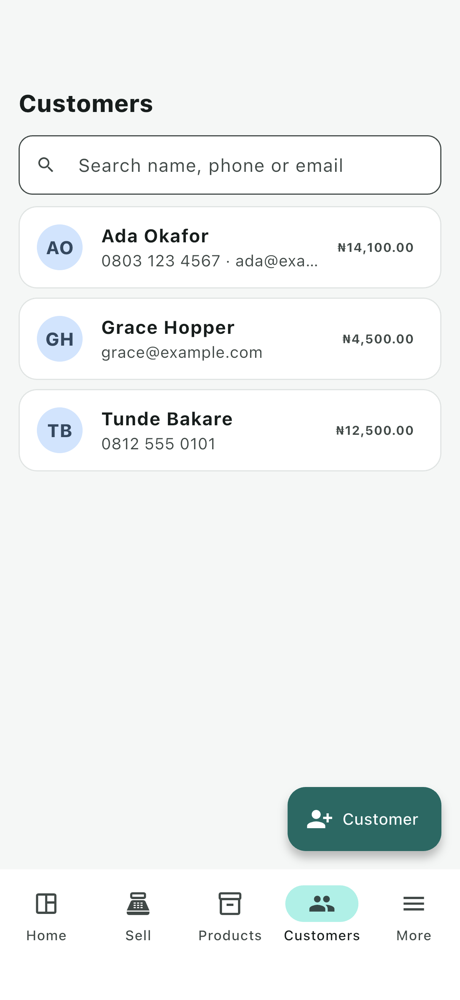 Customers
Search name, phone or email
AO
Ada Okafor
0803 123 4567 · ada@exa...
₦14,100.00
GH
Grace Hopper
grace@example.com
₦4,500.00
TB
Tunde Bakare
0812 555 0101
₦12,500.00
Customer
Home
Sell
Products
Customers
More